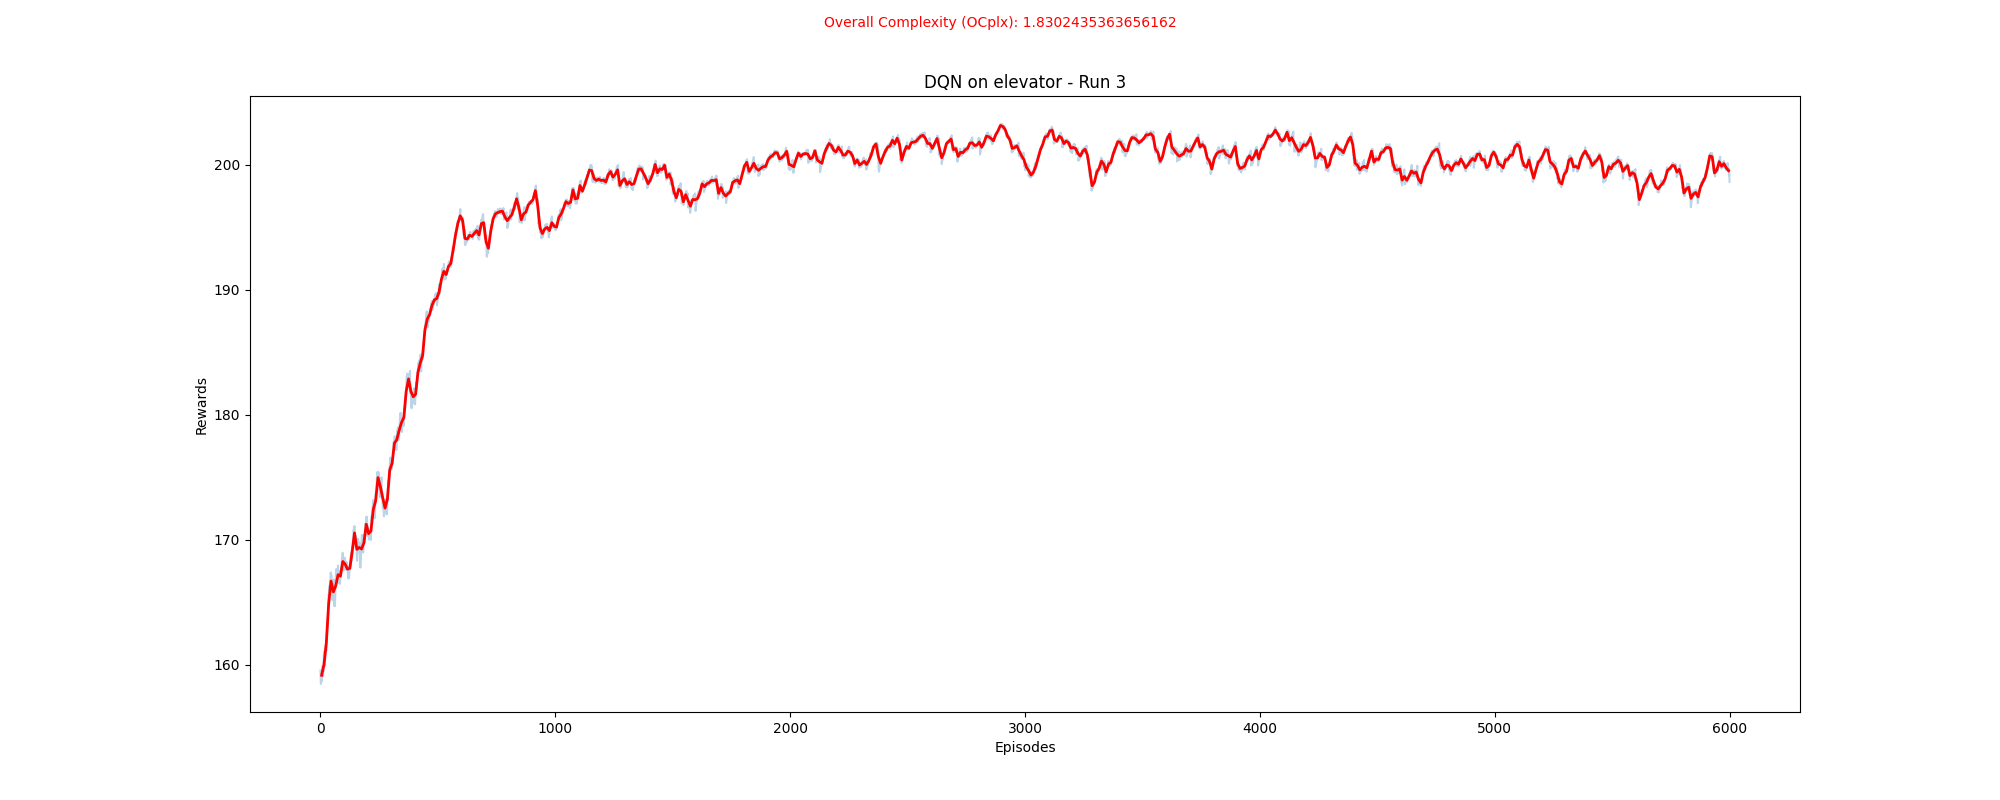 Overall Complexity (OCplx): 1.8302435363656162
DQN on elevator - Run 3
Rewards
200
190
180
170
160
0 1000 2000 3000 4000 5000 6000
Episodes